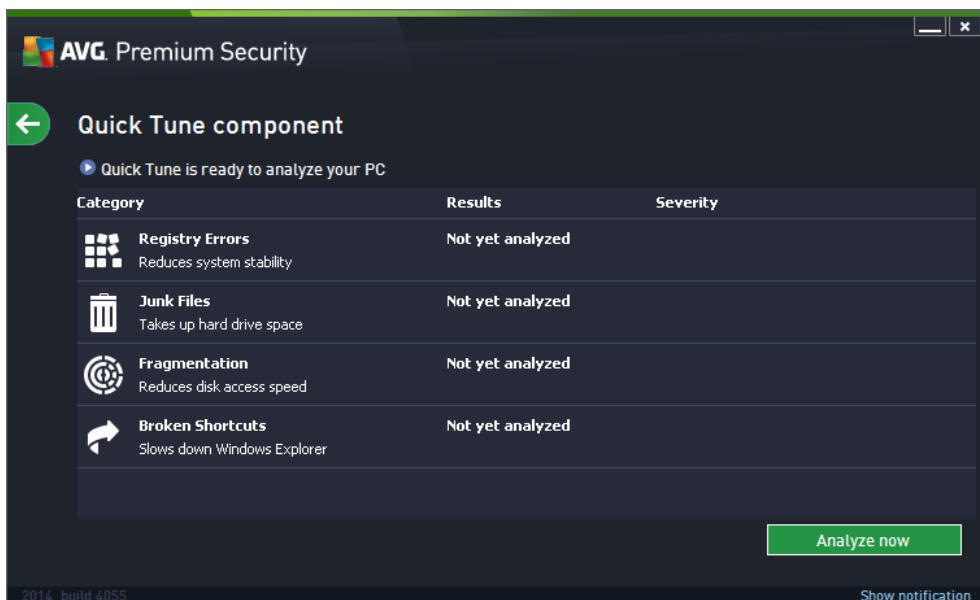 AVG. Premium Security
Quick Tune component
Quick Tune is ready to analyze your PC
Category Results Severity
Registry Errors Not yet analyzed
Reduces system stability
Junk Files Not yet analyzed
Takes up hard drive space
Fragmentation Not yet analyzed
Reduces disk access speed
Broken Shortcuts Not yet analyzed
Slows down Windows Explorer
Analyze now
2014 build 4055 Show notification